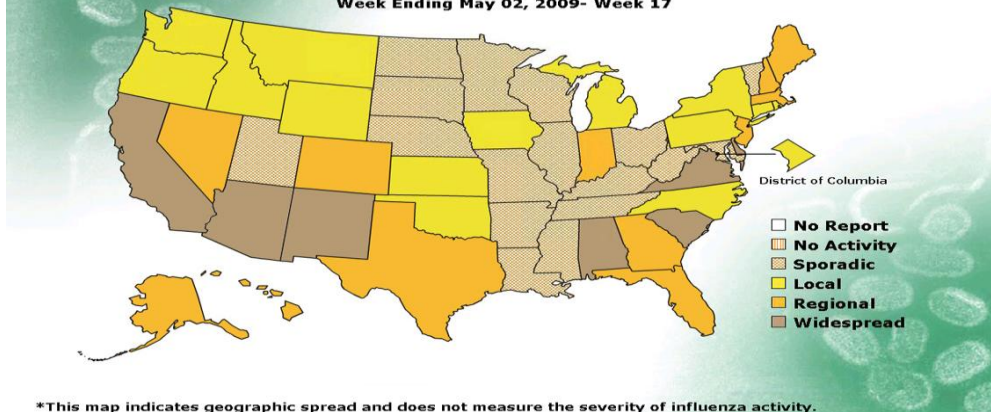 Week Ending May 02, 2009- Week 17
District of Columbia
No Report
No Activity
Sporadic
Local
Regional
Widespread
*This map indicates geographic spread and does not measure the severity of influenza activity.